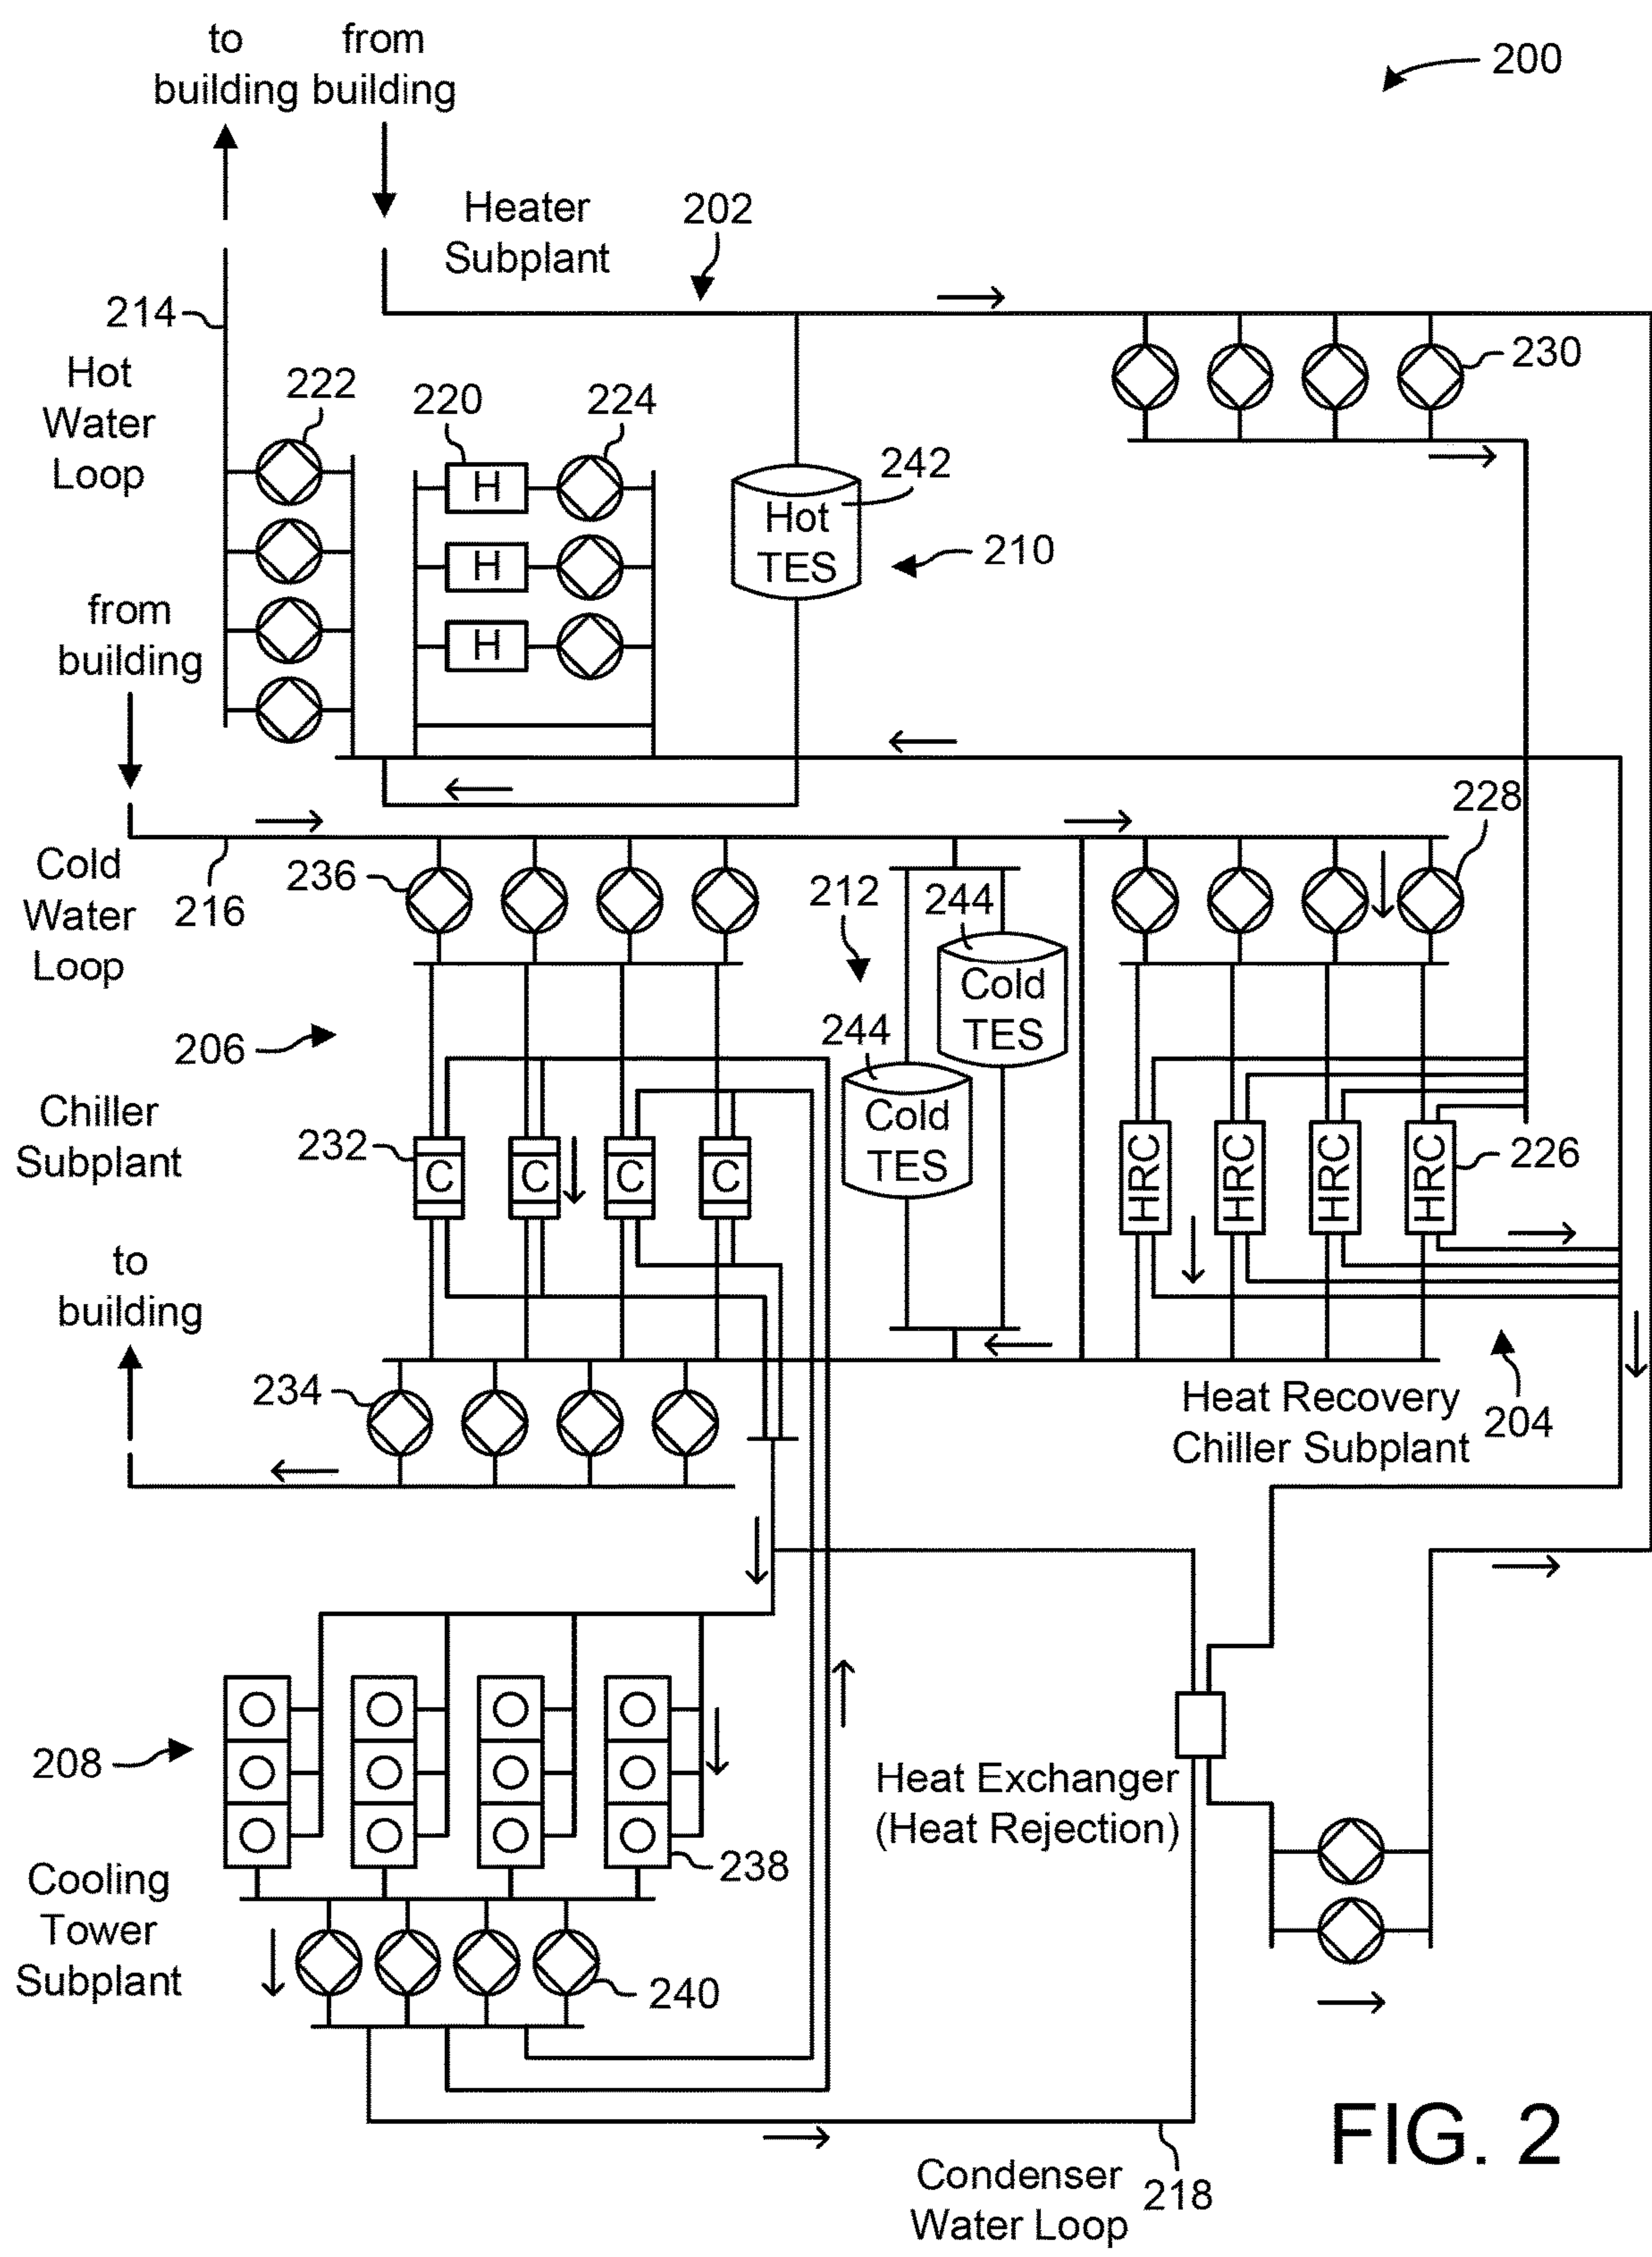 to from
building building
200
Heater
Subplant
202
214
Hot
Water
Loop
222
220
224
230
H
H
H
242
Hot
TES
210
from
building
228
Cold
Water
Loop
216
236
212
244
Cold
TES
244
Cold
TES
206
Chiller
Subplant
232
C C C C
HRC HRC HRC HRC
226
to
building
234
Heat Recovery
Chiller Subplant
204
208
Heat Exchanger
(Heat Rejection)
238
Cooling
Tower
Subplant
240
FIG. 2
Condenser
Water Loop
218